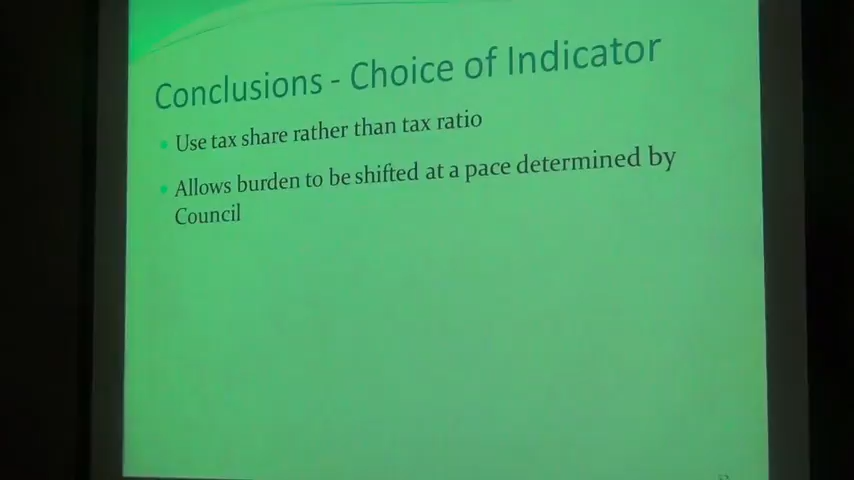 Conclusions - Choice of Indicator
Use tax share rather than tax ratio
Allows burden to be shifted at a pace determined by
Council